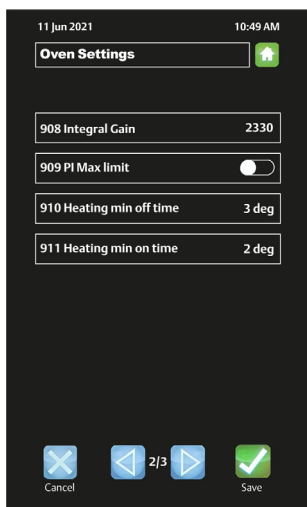 11 Jun 2021 10:49 AM
Oven Settings
908 Integral Gain 2330
909 PI Max limit
910 Heating min off time 3 deg
911 Heating min on time 2 deg
2/3
Cancel Save